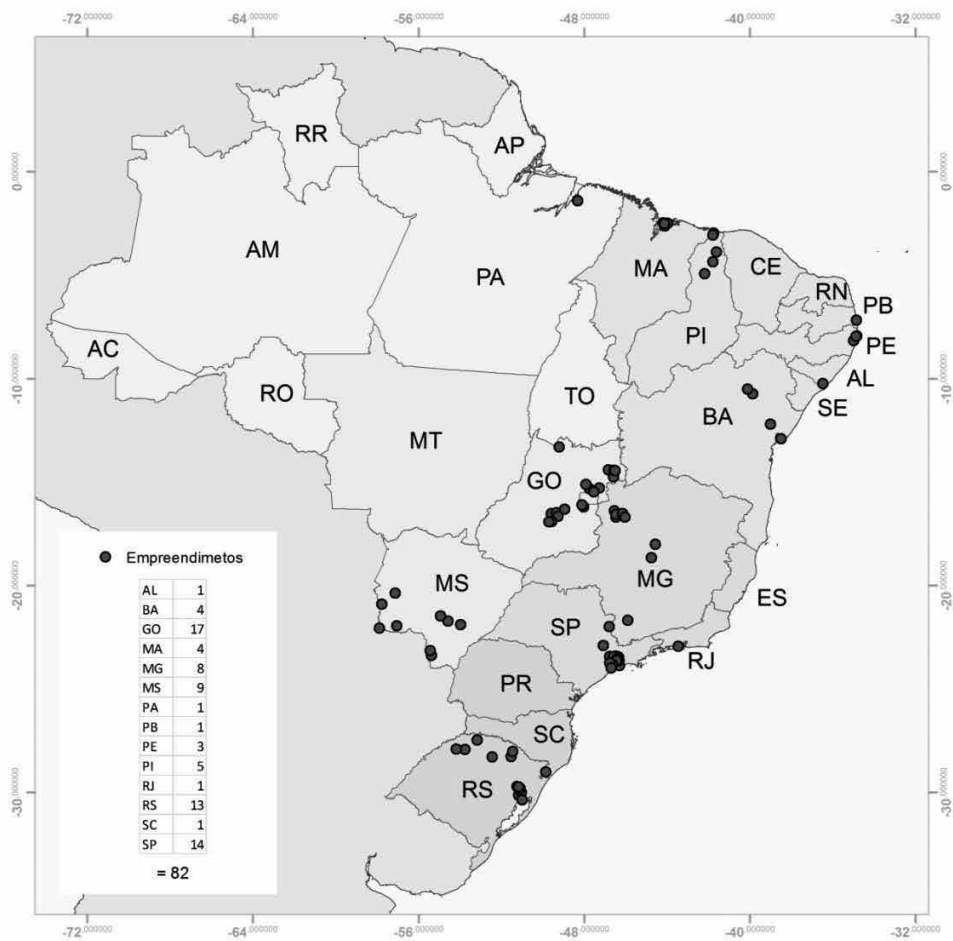 -72,000000 -64,000000 -56,000000 -48,000000 -40,000000 -32,000000
0,000000 0,000000
-10,000000 -10,000000
-20,000000 -20,000000
-30,000000 -30,000000
RR AP
AM PA MA CE RN PB
PI PE
AC AL
RO TO SE
MT BA
GO
MS MG ES
SP RJ
PR
SC
RS
Empreendimetos
AL 1
BA 4
GO 17
MA 4
MG 8
MS 9
PA 1
PB 1
PE 3
PI 5
RJ 1
RS 13
SC 1
SP 14
= 82
-72,000000 -64,000000 -56,000000 -48,000000 -40,000000 -32,000000